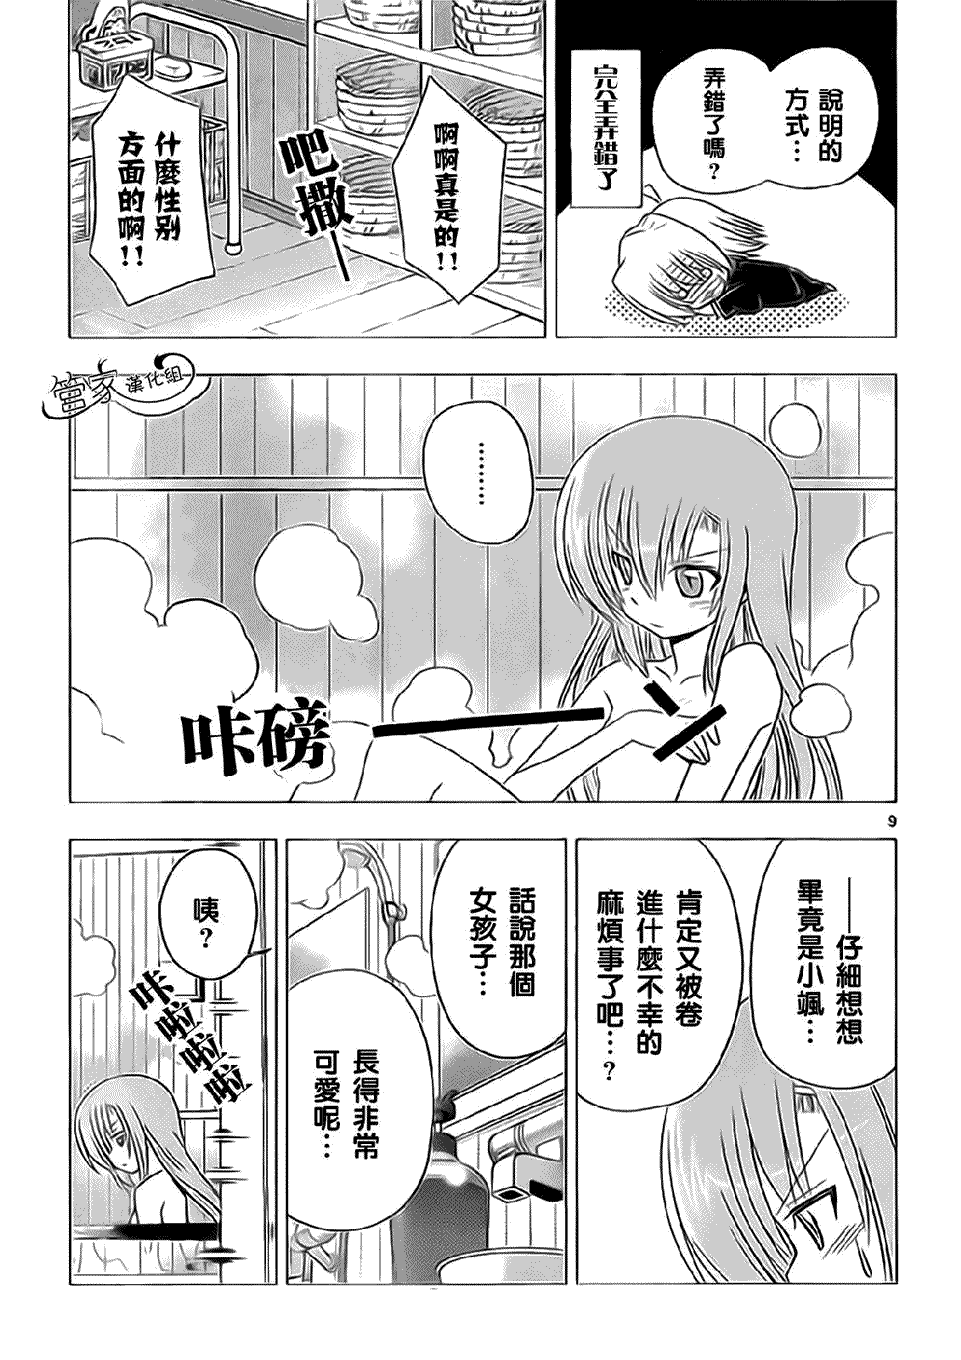 說明的
方式…
弄錯了嗎？
完全弄錯了
啊啊真是的!!
吧撒
什麼性別
方面的啊!!
管家漢化組
………
咔磅
9
——仔細想想
畢竟是小颯…
肯定又被卷
進什麼不幸的
麻煩事了吧…？
話說那個
女孩子…
長得非常
可愛呢…
咦？
咔啦啦啦